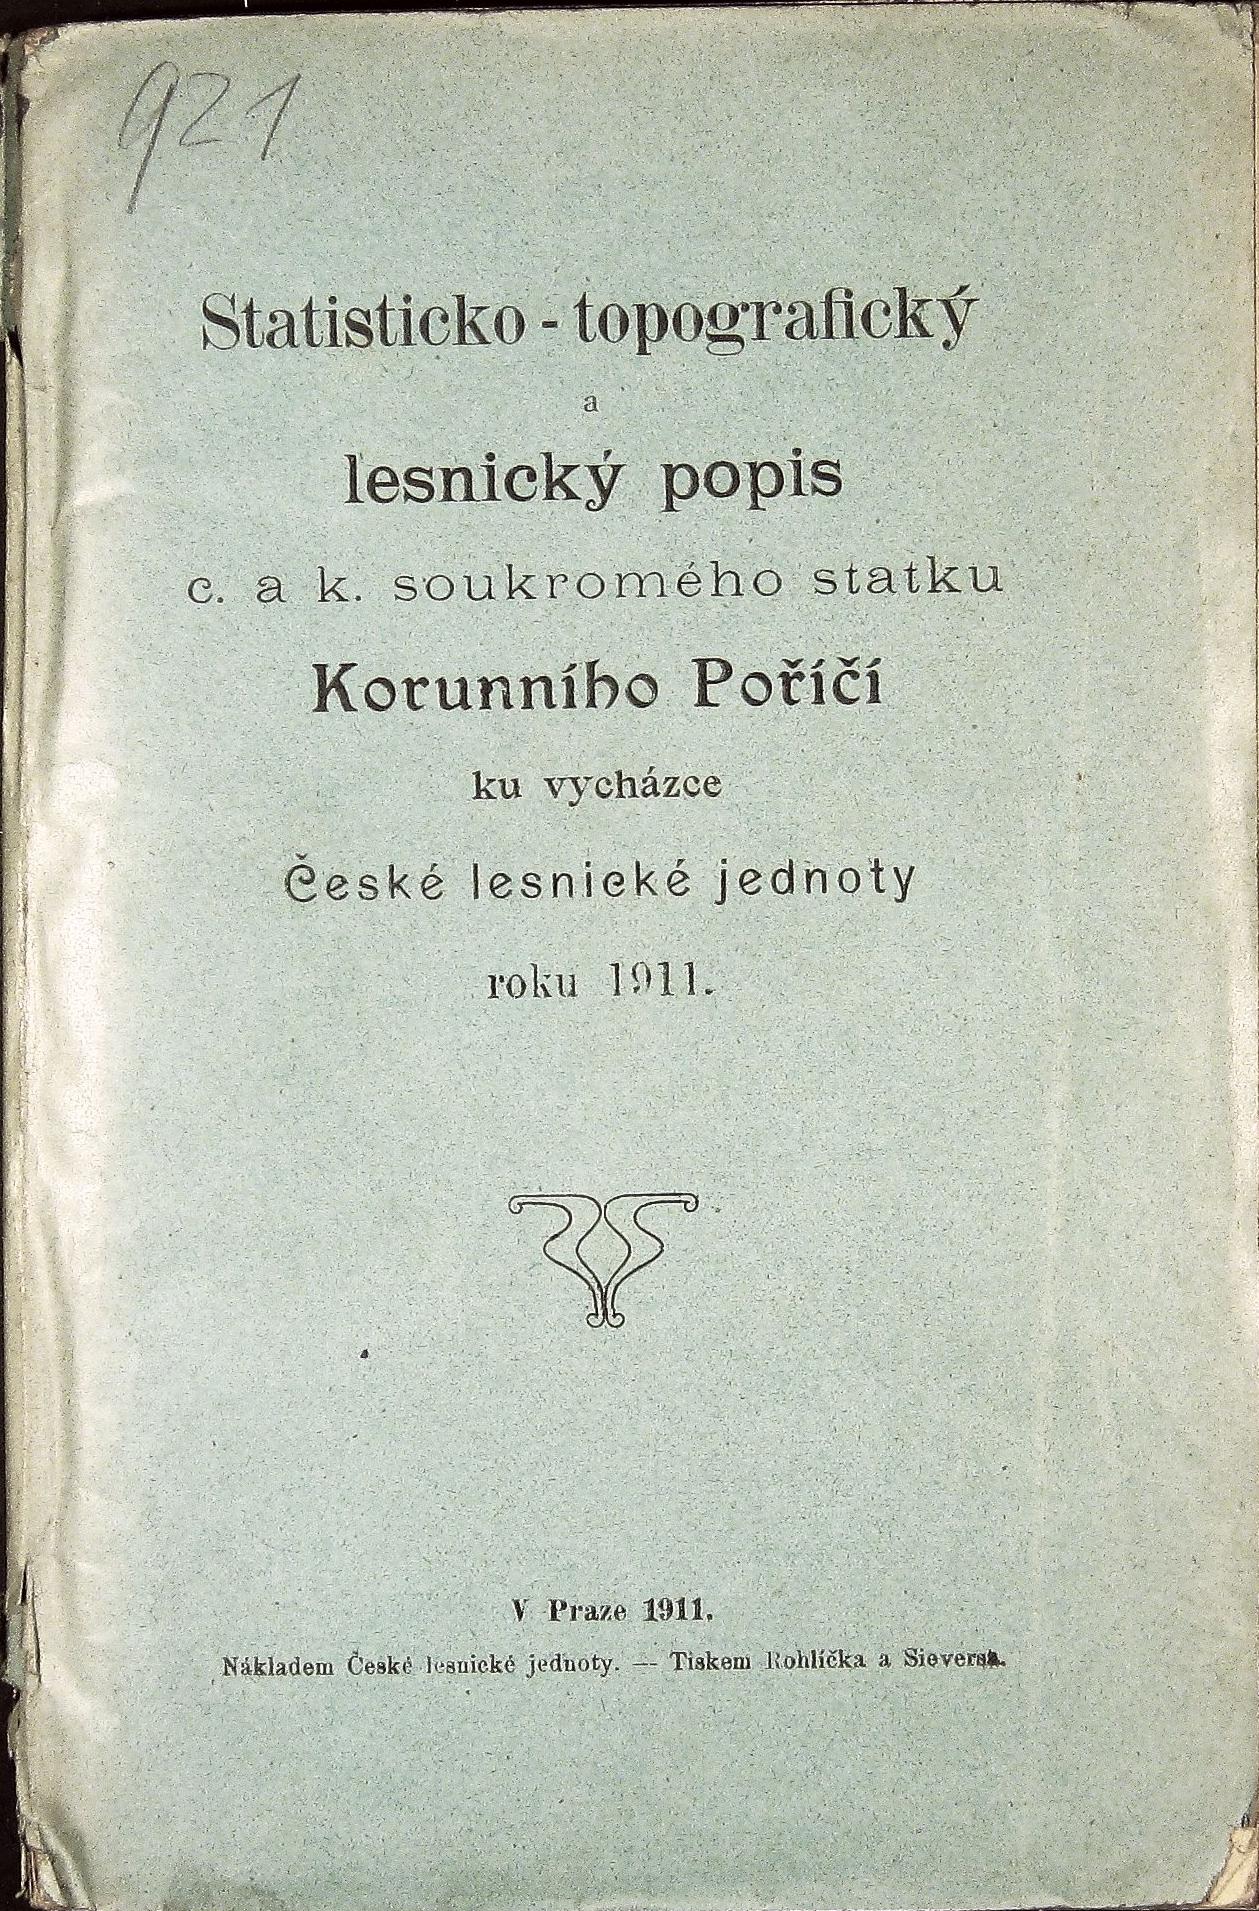 921
Statisticko - topografický
a
lesnický popis
c. a k. soukromého statku
Korunního Poříčí
ku vycházce
České lesnické jednoty
roku 1911.
V Praze 1911.
Nákladem České lesnické jednoty. — Tiskem Rohlíčka a Sieversa.